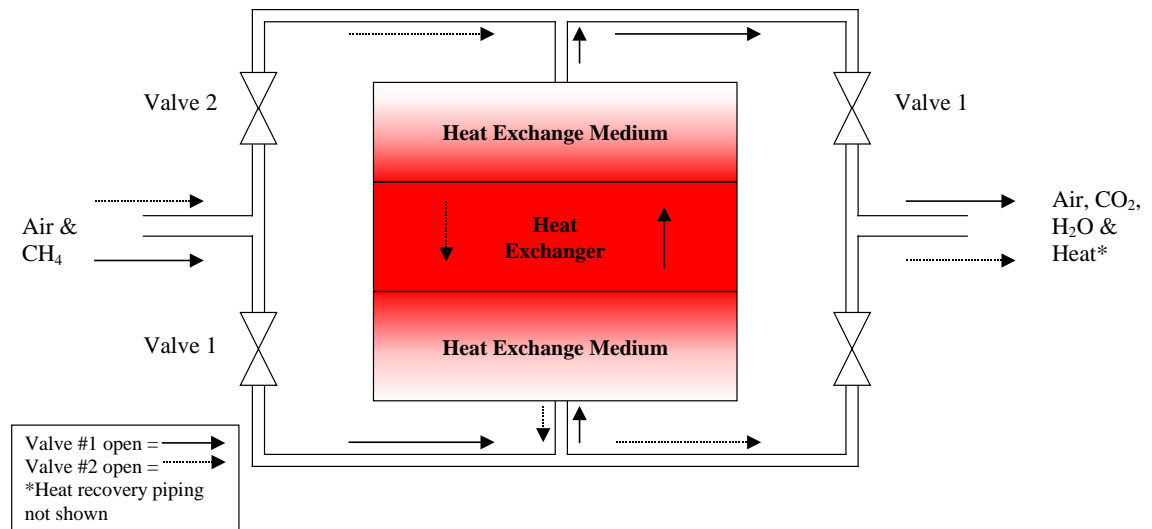 Valve 2
Valve 1
Heat Exchange Medium
Air &
CH₄
Heat
Exchanger
Air, CO₂,
H₂O &
Heat*
Valve 1
Heat Exchange Medium
Valve #1 open =
Valve #2 open =
*Heat recovery piping
not shown